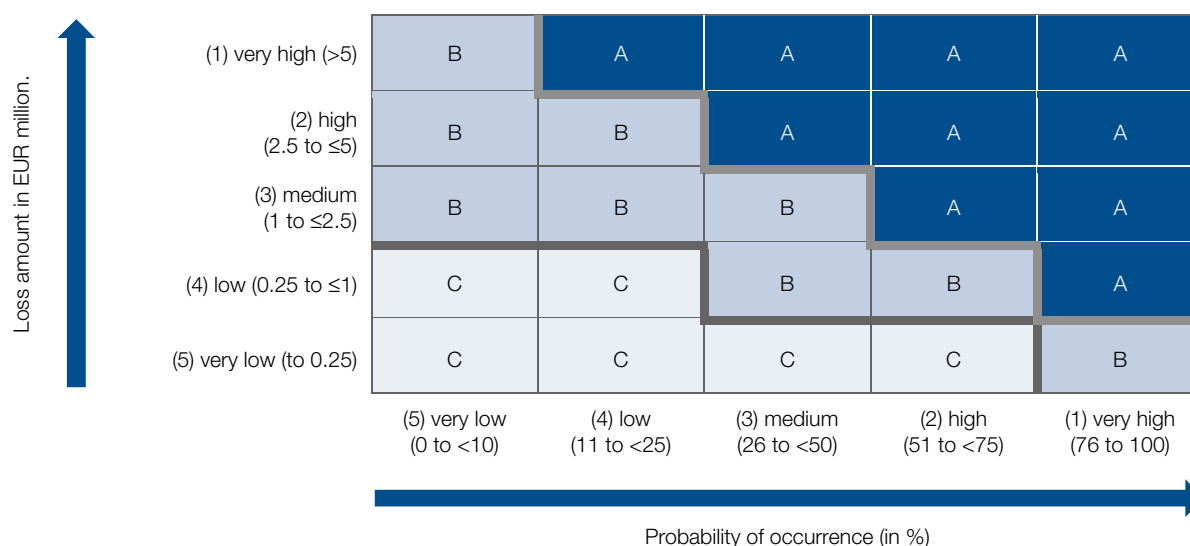 Loss amount in EUR million.
(1) very high (>5)
B A A A A
(2) high
(2.5 to ≤5)
B B A A A
(3) medium
(1 to ≤2.5)
B B B A A
(4) low (0.25 to ≤1)
C C B B A
(5) very low (to 0.25)
C C C C B
(5) very low (4) low (3) medium (2) high (1) very high
(0 to <10) (11 to <25) (26 to <50) (51 to <75) (76 to 100)
Probability of occurrence (in %)